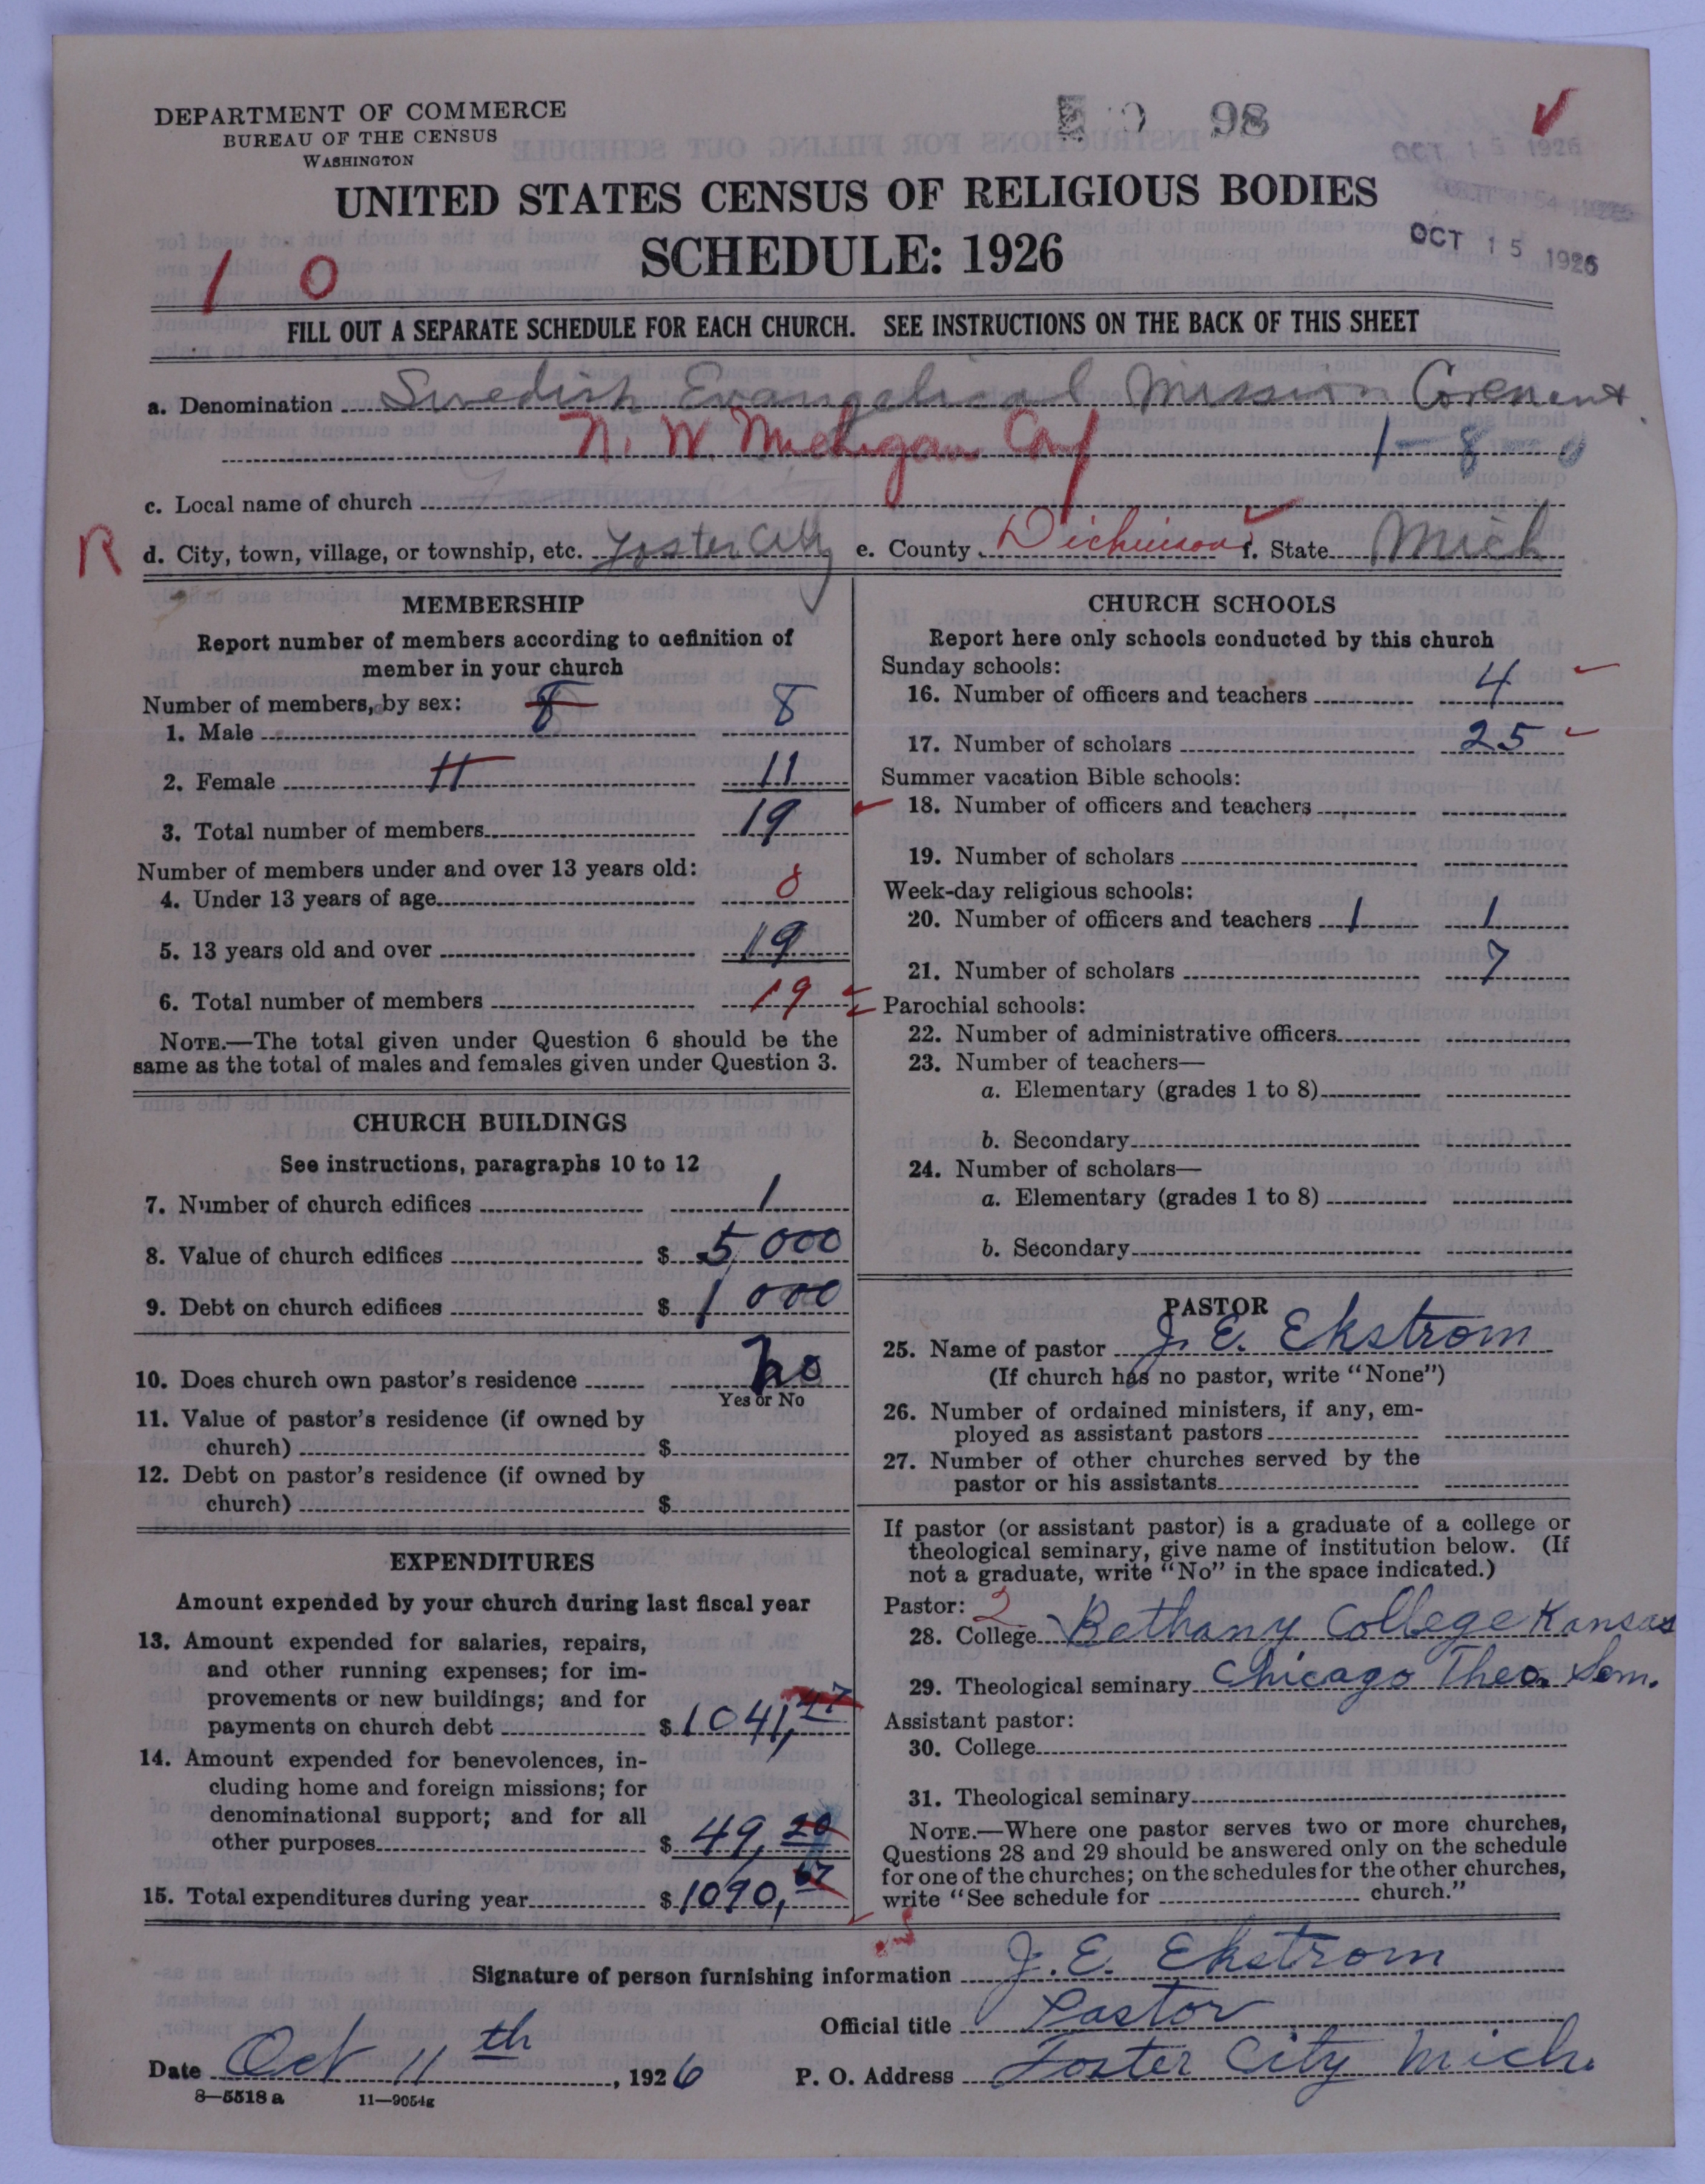 DEPARTMENT OF COMMERCE
BUREAU OF THE CENSUS
WASHINGTON
98
OCT 15 1926
UNITED STATES CENSUS OF RELIGIOUS BODIES
SCHEDULE: 1926
OCT 15 1926
1 0
FILL OUT A SEPARATE SCHEDULE FOR EACH CHURCH. SEE INSTRUCTIONS ON THE BACK OF THIS SHEET
a. Denomination Swedish Evangelical Mission Covenant
N. W. Michigan 1-8-0
c. Local name of church
R d. City, town, village, or township, etc. Foster City e. County Dickinson f. State Mich
MEMBERSHIP
Report number of members according to definition of
member in your church
Number of members, by sex: 8
1. Male 8
2. Female 11 11
3. Total number of members 19
Number of members under and over 13 years old:
4. Under 13 years of age 0
5. 13 years old and over 19
6. Total number of members 19
NOTE.—The total given under Question 6 should be the
same as the total of males and females given under Question 3.
CHURCH BUILDINGS
See instructions, paragraphs 10 to 12
7. Number of church edifices 1
8. Value of church edifices $ 5,000
9. Debt on church edifices $ 1 000
10. Does church own pastor's residence no
Yes or No
11. Value of pastor's residence (if owned by
church) $
12. Debt on pastor's residence (if owned by
church) $
EXPENDITURES
Amount expended by your church during last fiscal year
13. Amount expended for salaries, repairs,
and other running expenses; for im-
provements or new buildings; and for
payments on church debt $ 1041,47
14. Amount expended for benevolences, in-
cluding home and foreign missions; for
denominational support; and for all
other purposes $ 49,20
15. Total expenditures during year $ 1090,67
CHURCH SCHOOLS
Report here only schools conducted by this church
Sunday schools:
16. Number of officers and teachers 4
17. Number of scholars 25
Summer vacation Bible schools:
18. Number of officers and teachers
19. Number of scholars
Week-day religious schools:
20. Number of officers and teachers 1 1
21. Number of scholars 7
Parochial schools:
22. Number of administrative officers
23. Number of teachers—
a. Elementary (grades 1 to 8)
b. Secondary
24. Number of scholars—
a. Elementary (grades 1 to 8)
b. Secondary
PASTOR
25. Name of pastor J. E. Ekstrom
(If church has no pastor, write "None")
26. Number of ordained ministers, if any, em-
ployed as assistant pastors
27. Number of other churches served by the
pastor or his assistants
If pastor (or assistant pastor) is a graduate of a college or
theological seminary, give name of institution below. (If
not a graduate, write "No" in the space indicated.)
Pastor: 2
28. College Bethany College Kansas
29. Theological seminary Chicago Theo. Sem.
Assistant pastor:
30. College
31. Theological seminary
NOTE.—Where one pastor serves two or more churches,
Questions 28 and 29 should be answered only on the schedule
for one of the churches; on the schedules for the other churches,
write "See schedule for church."
Signature of person furnishing information J. E. Ekstrom
Official title Pastor
Date Oct 11th, 1926 P. O. Address Foster City Mich.
8—5518 a 11—9054g